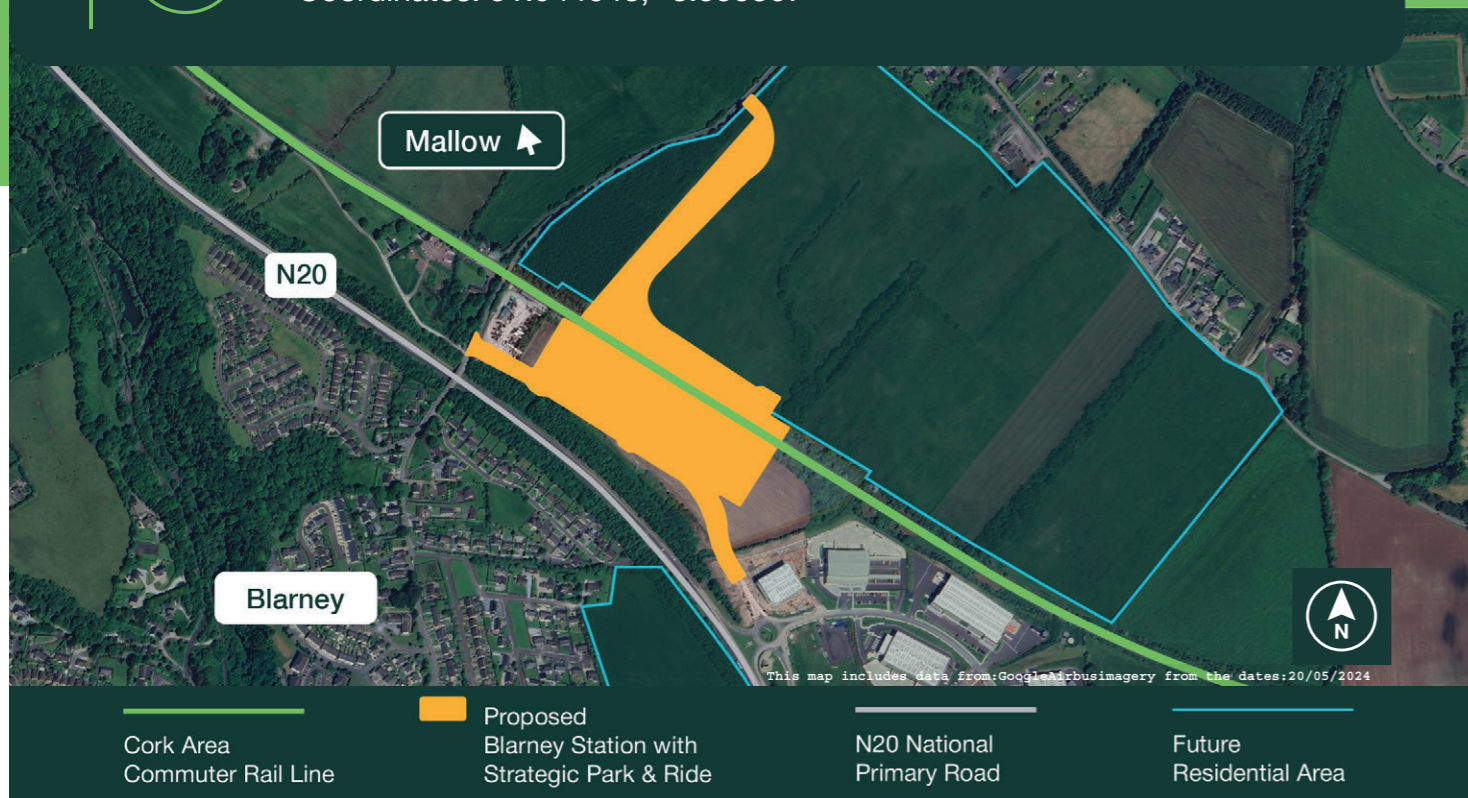 Mallow
N20
Blarney
N
This map includes data from:GoogleAirbusimagery from the dates:20/05/2024
Cork Area
Commuter Rail Line
Proposed
Blarney Station with
Strategic Park & Ride
N20 National
Primary Road
Future
Residential Area